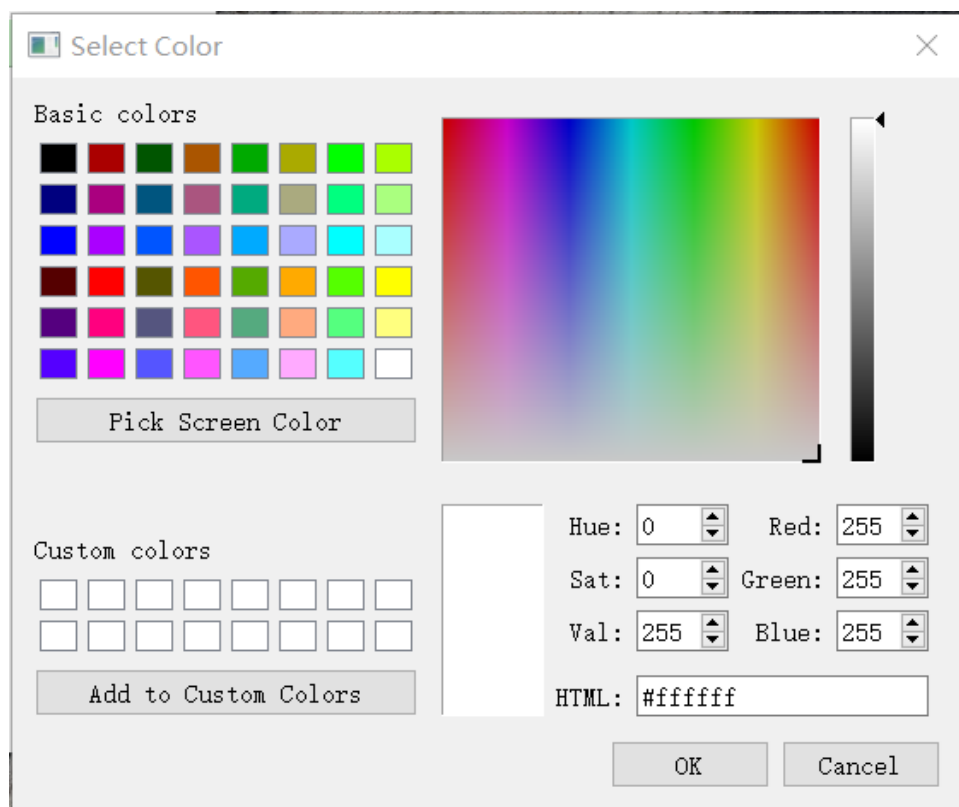 Select Color
Basic colors
Pick Screen Color
Custom colors
Add to Custom Colors
Hue: 0 Red: 255
Sat: 0 Green: 255
Val: 255 Blue: 255
HTML: #ffffff
OK Cancel